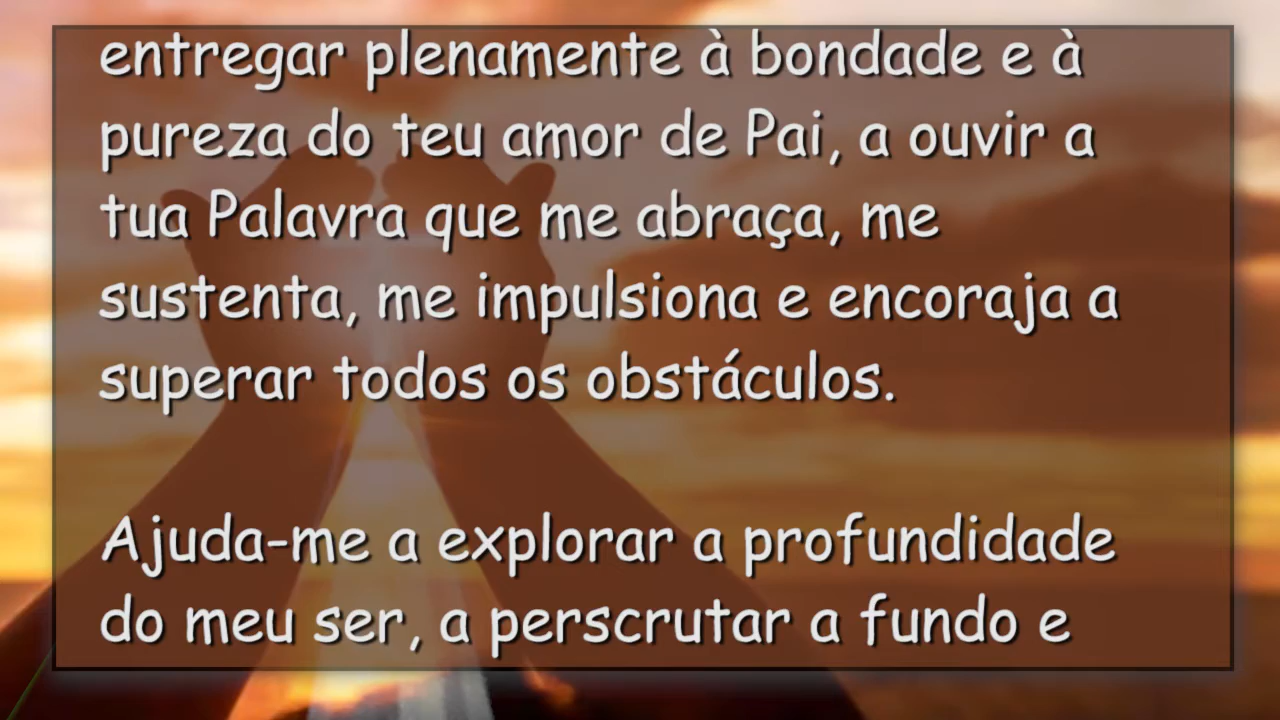 entregar plenamente à bondade e à
pureza do teu amor de Pai, a ouvir a
tua Palavra que me abraça, me
sustenta, me impulsiona e encoraja a
superar todos os obstáculos.
Ajuda-me a explorar a profundidade
do meu ser, a perscrutar a fundo e